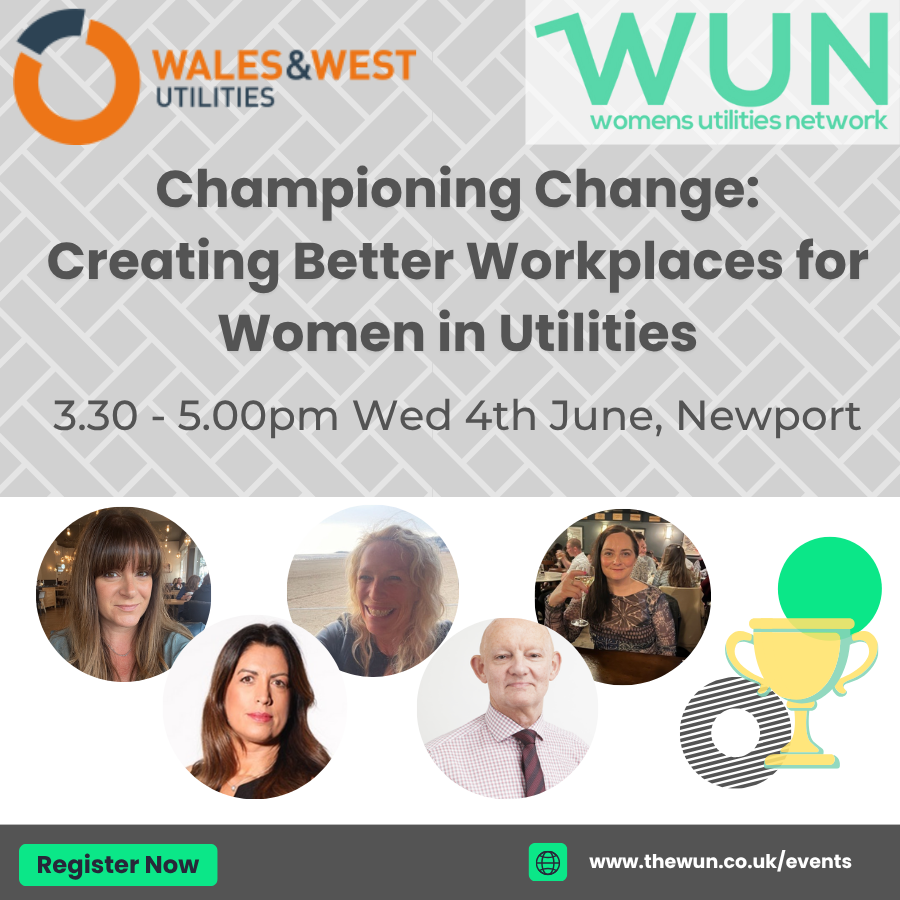 WALES&WEST
UTILITIES
WUN
womens utilities network
Championing Change:
Creating Better Workplaces for
Women in Utilities
3.30 - 5.00pm Wed 4th June, Newport
Register Now
www.thewun.co.uk/events